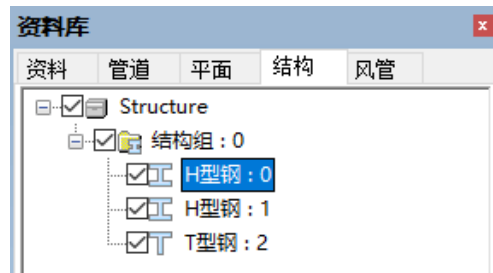 资料库
资料 管道 平面 结构 风管
Structure
结构组 : 0
H型钢 : 0
H型钢 : 1
T型钢 : 2